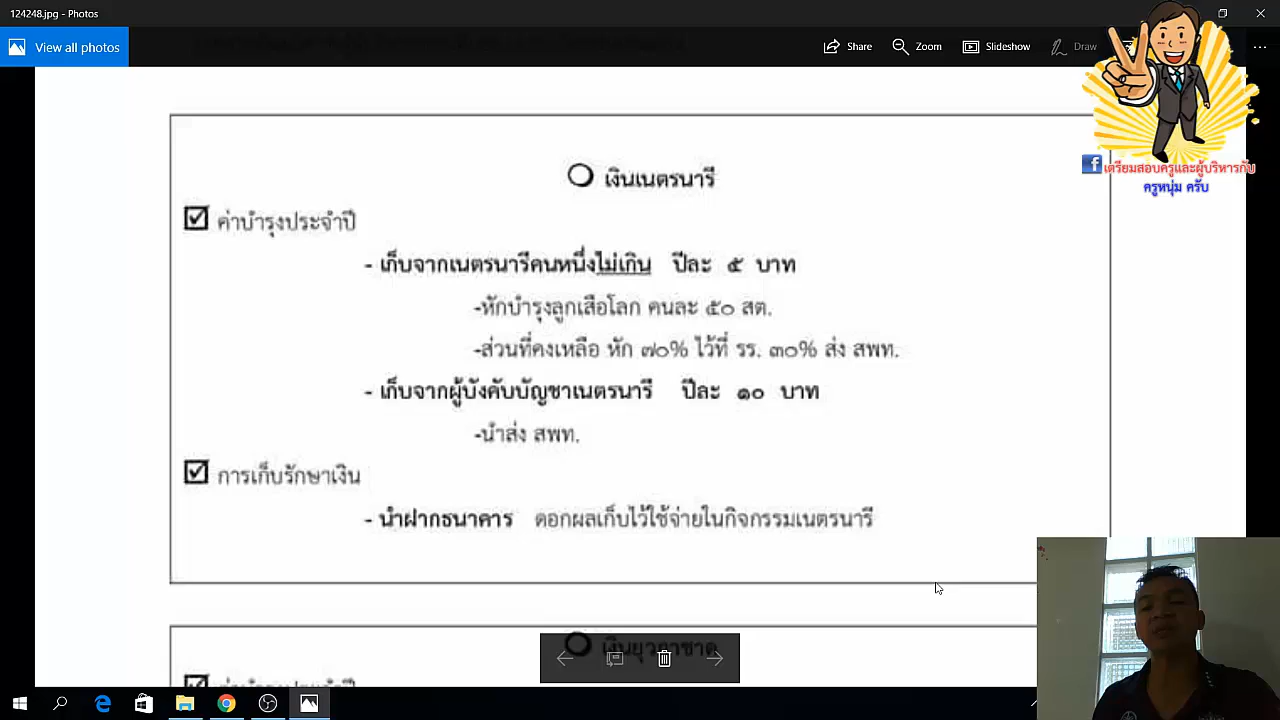 124248.jpg - Photos
View all photos
Share
Zoom
Slideshow
Draw
เตรียมสอบครูและผู้บริหารกับ
ครูหนุ่ม ครับ
เงินเนตรนารี
ค่าบำรุงประจำปี
- เก็บจากเนตรนารีคนหนึ่งไม่เกิน ปีละ ๕ บาท
-หักบำรุงลูกเสือโลก คนละ ๕๐ สต.
-ส่วนที่คงเหลือ หัก ๗๐% ไว้ที่ รร. ๓๐% ส่ง สพท.
- เก็บจากผู้บังคับบัญชาเนตรนารี ปีละ ๑๐ บาท
-นำส่ง สพท.
การเก็บรักษาเงิน
- นำฝากธนาคาร ดอกผลเก็บไว้ใช้จ่ายในกิจกรรมเนตรนารี
เงินยุวกาชาด